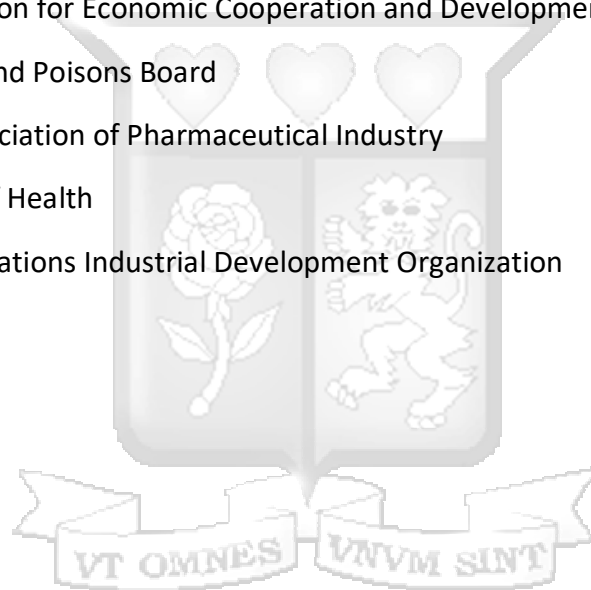 on for Economic Cooperation and Developmen
nd Poisons Board
ciation of Pharmaceutical Industry
f Health
ations Industrial Development Organization
VT OMNES VNVM SINT